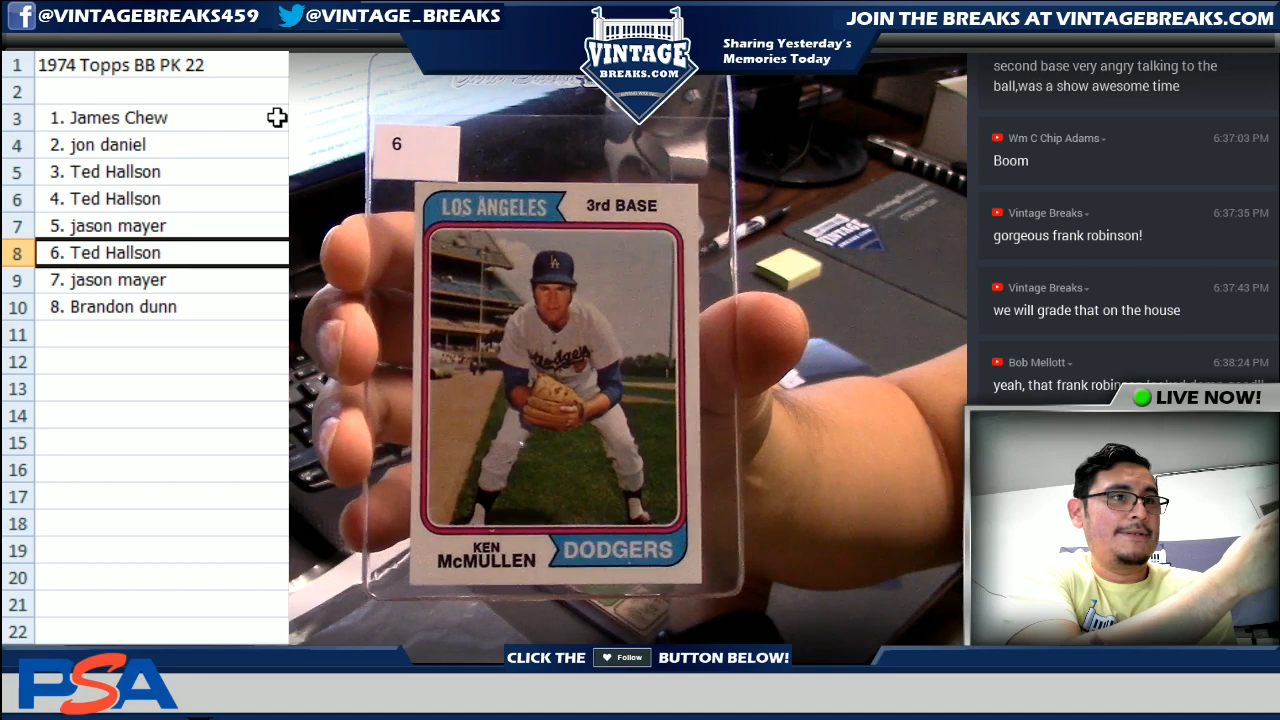 @VINTAGEBREAKS459
@VINTAGE_BREAKS
VINTAGE
BREAKS.COM
Sharing Yesterday's
Memories Today
JOIN THE BREAKS AT VINTAGEBREAKS.COM
1 1974 Topps BB PK 22
2
3 1. James Chew
4 2. jon daniel
5 3. Ted Hallson
6 4. Ted Hallson
7 5. jason mayer
8 6. Ted Hallson
9 7. jason mayer
10 8. Brandon dunn
11
12
13
14
15
16
17
18
19
20
21
22
6
LOS ANGELES
3rd BASE
LA
Dodgers
KEN
McMULLEN
DODGERS
second base very angry talking to the
ball,was a show awesome time
Wm C Chip Adams 6:37:03 PM
Boom
Vintage Breaks 6:37:35 PM
gorgeous frank robinson!
Vintage Breaks 6:37:43 PM
we will grade that on the house
Bob Mellott 6:38:24 PM
yeah, that frank
LIVE NOW!
CLICK THE Follow BUTTON BELOW!
PSA